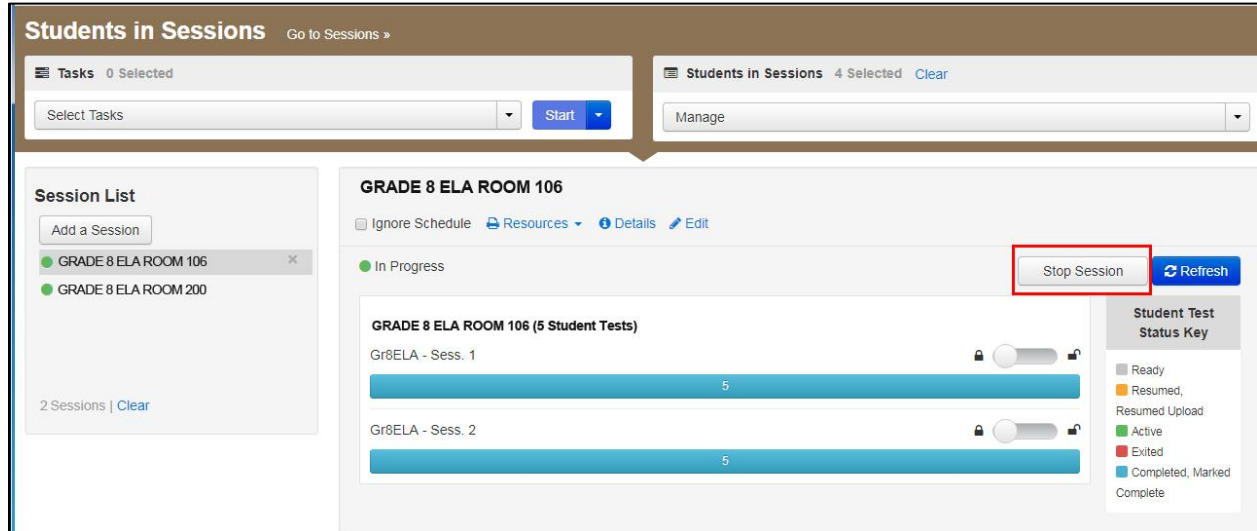 Students in Sessions Go to Sessions »
Tasks 0 Selected
Students in Sessions 4 Selected Clear
Select Tasks
Start
Manage
Session List
Add a Session
GRADE 8 ELA ROOM 106 ×
GRADE 8 ELA ROOM 200
2 Sessions | Clear
GRADE 8 ELA ROOM 106
Ignore Schedule Resources Details Edit
In Progress
Stop Session
Refresh
GRADE 8 ELA ROOM 106 (5 Student Tests)
Gr8ELA - Sess. 1
5
Gr8ELA - Sess. 2
5
Student Test
Status Key
Ready
Resumed,
Resumed Upload
Active
Exited
Completed, Marked
Complete